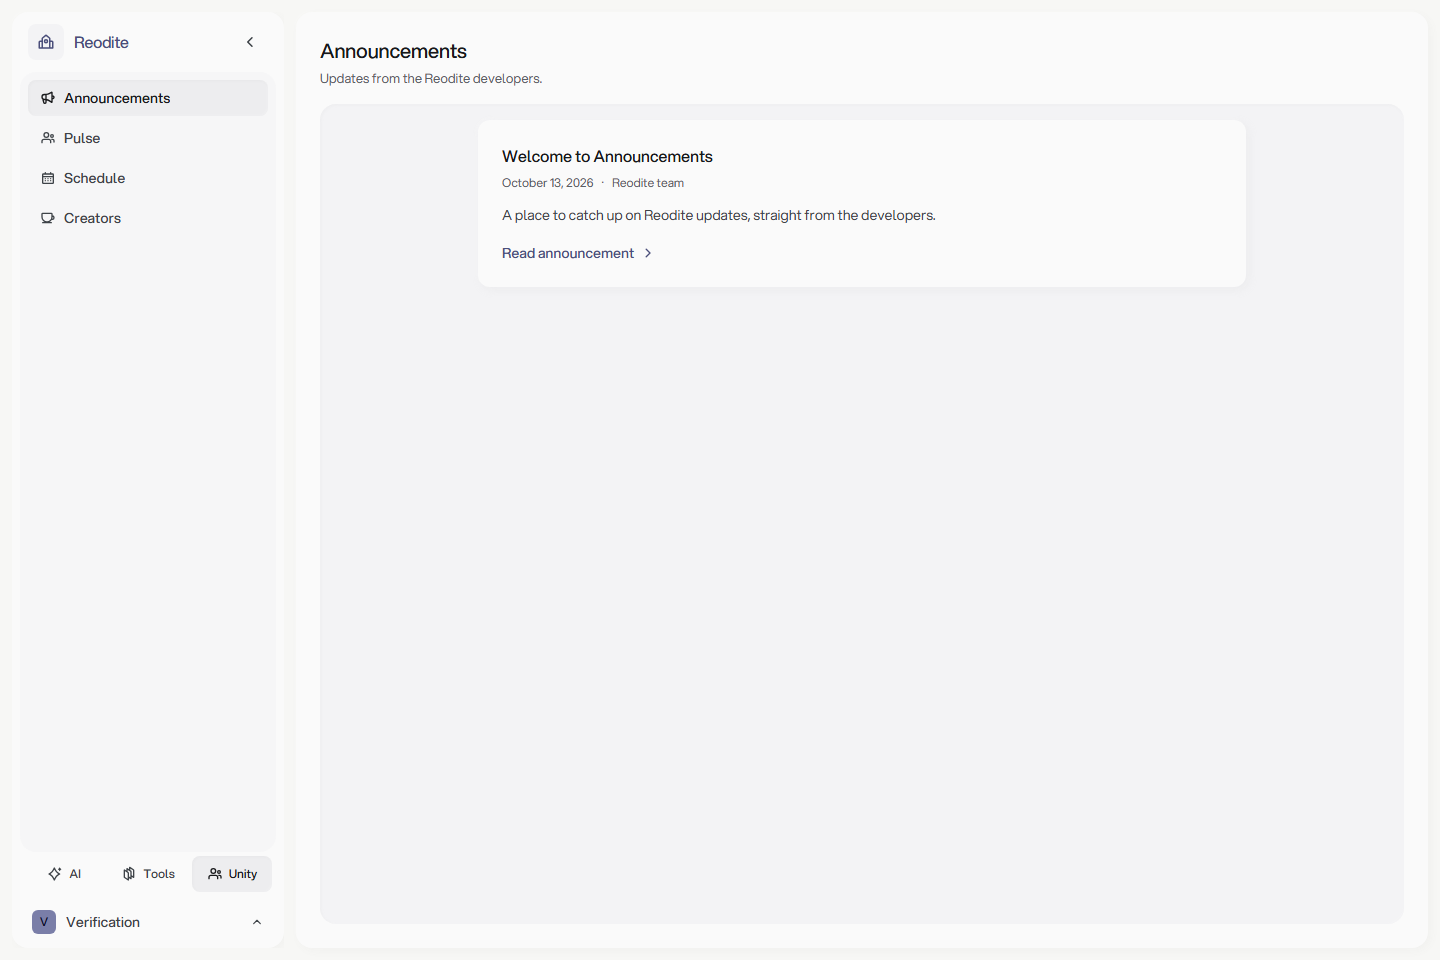 Reodite
Announcements
Pulse
Schedule
Creators
AI
Tools
Unity
V
Verification
Announcements
Updates from the Reodite developers.
Welcome to Announcements
October 13, 2026 · Reodite team
A place to catch up on Reodite updates, straight from the developers.
Read announcement